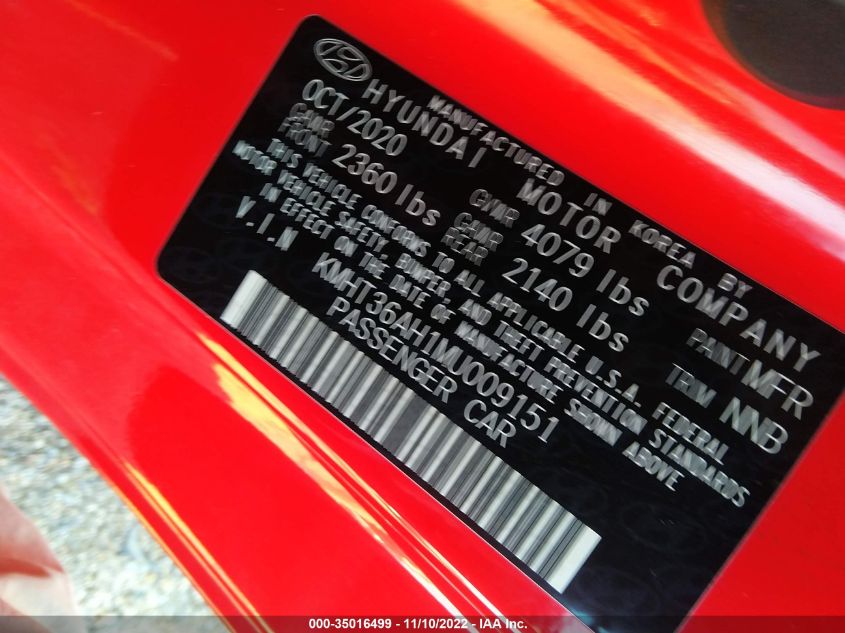 HYUNDAI MOTOR COMPANY
MANUFACTURED IN KOREA BY
OCT/2020 GVWR 4079 lbs PAINT MFR
GAWR FRONT 2360 lbs GAWR REAR 2140 lbs TRIM NNB
THIS VEHICLE CONFORMS TO ALL APPLICABLE U.S.A. FEDERAL
MOTOR VEHICLE SAFETY, BUMPER, AND THEFT PREVENTION STANDARDS
IN EFFECT ON THE DATE OF MANUFACTURE SHOWN ABOVE
V.I.N KMHT36AH1MU009151
PASSENGER CAR
000-35016499 - 11/10/2022 - IAA Inc.